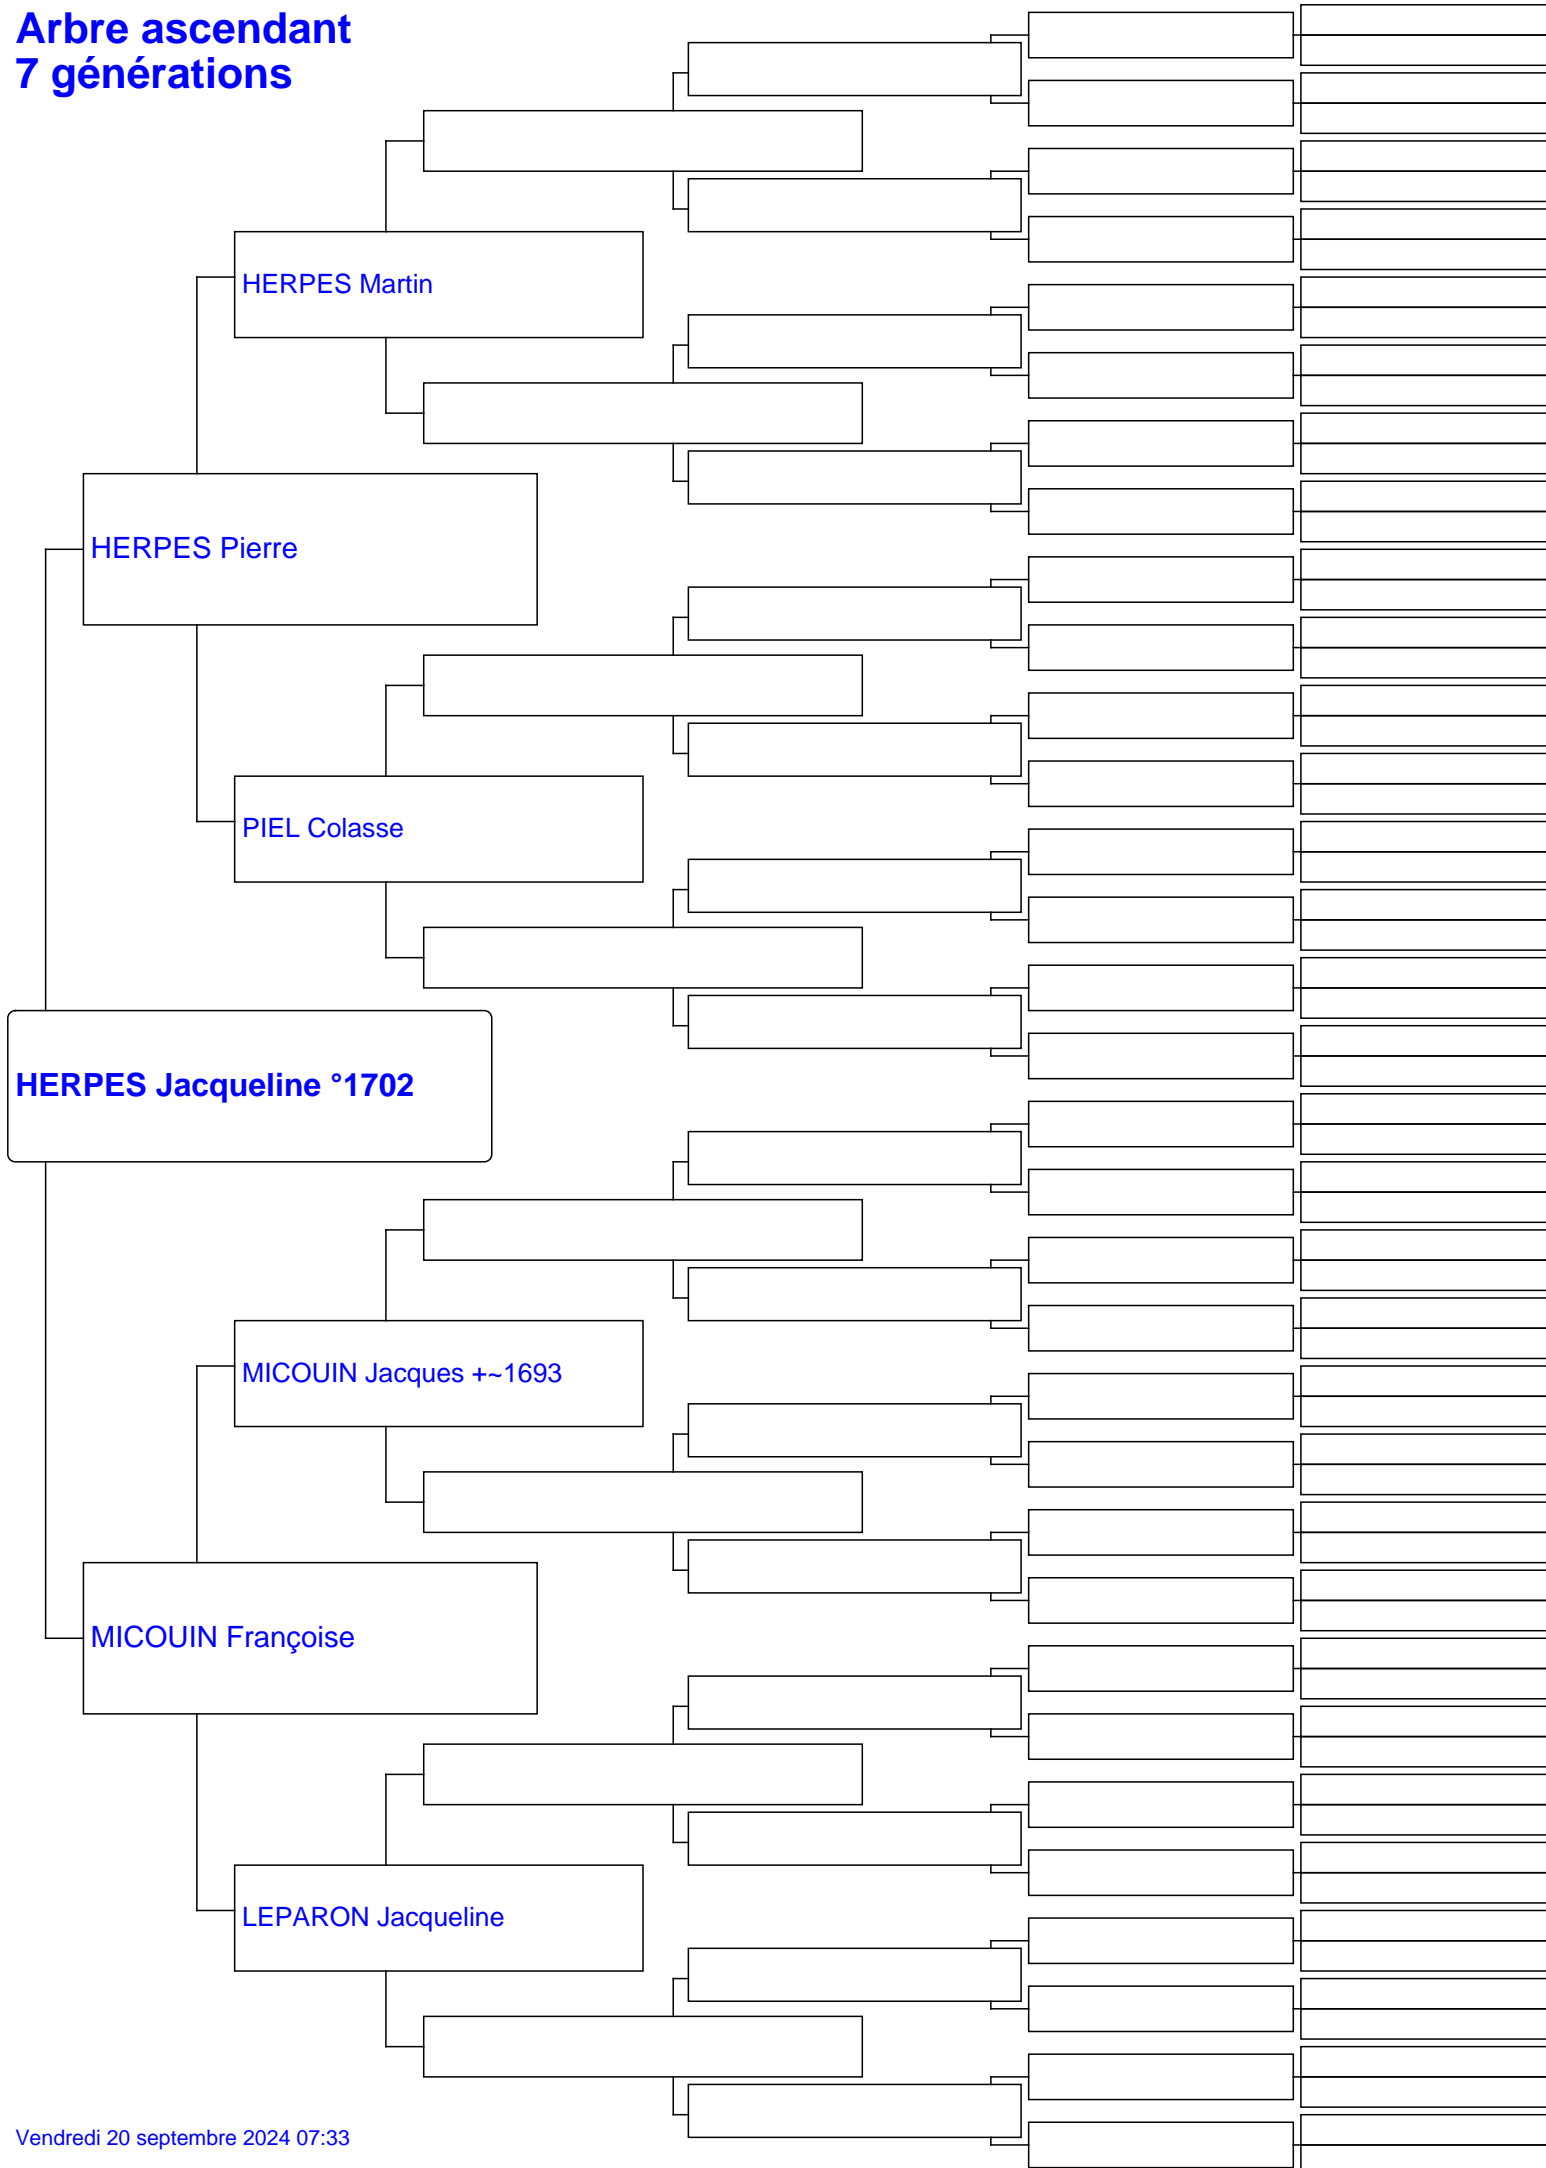 Arbre ascendant
7 générations
HERPES Martin
HERPES Pierre
PIEL Colasse
HERPES Jacqueline °1702
MICOUIN Jacques +~1693
MICOUIN Françoise
LEPARON Jacqueline
Vendredi 20 septembre 2024 07:33